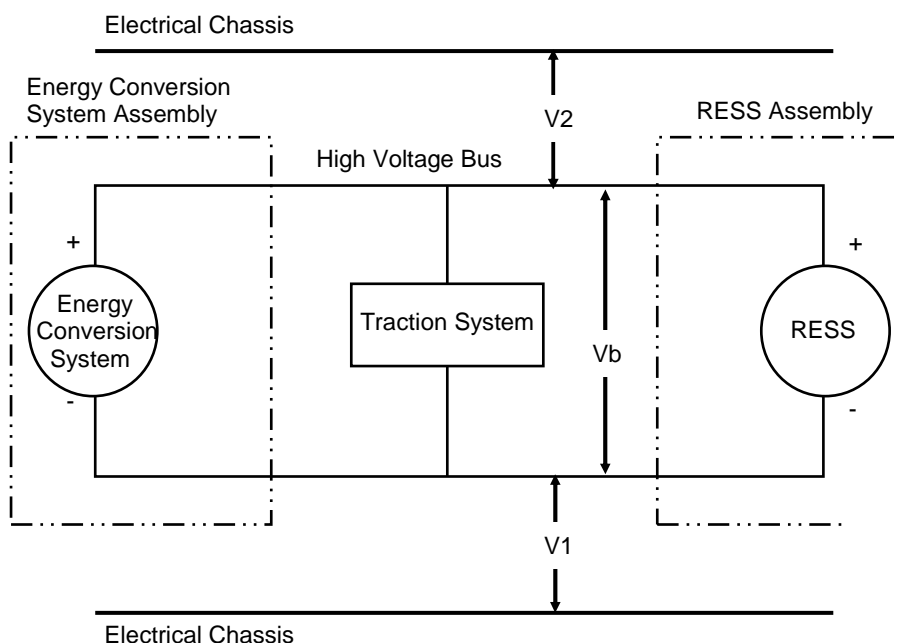 Electrical Chassis
Energy Conversion
System Assembly
V2
RESS Assembly
High Voltage Bus
+
+
Energy
Conversion
System
Traction System
Vb
RESS
-
-
V1
Electrical Chassis